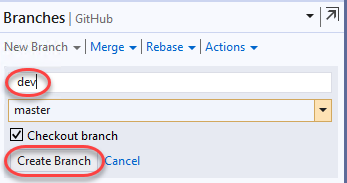 Branches | GitHub
New Branch | Merge | Rebase | Actions
dev
master
Checkout branch
Create Branch Cancel